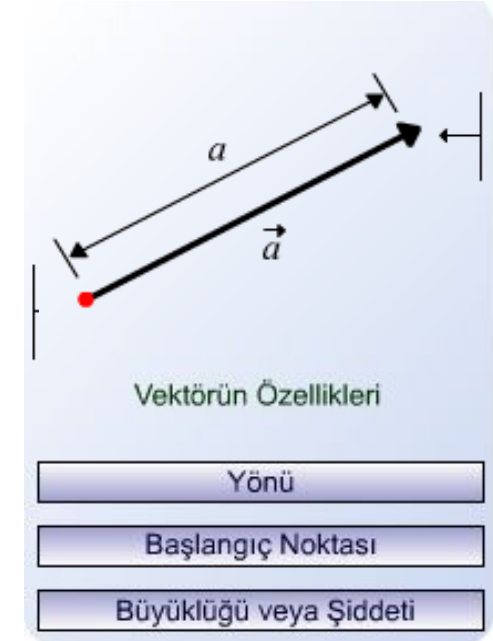 a
a⃗
Vektörün Özellikleri
Yönü
Başlangıç Noktası
Büyüklüğü veya Şiddeti